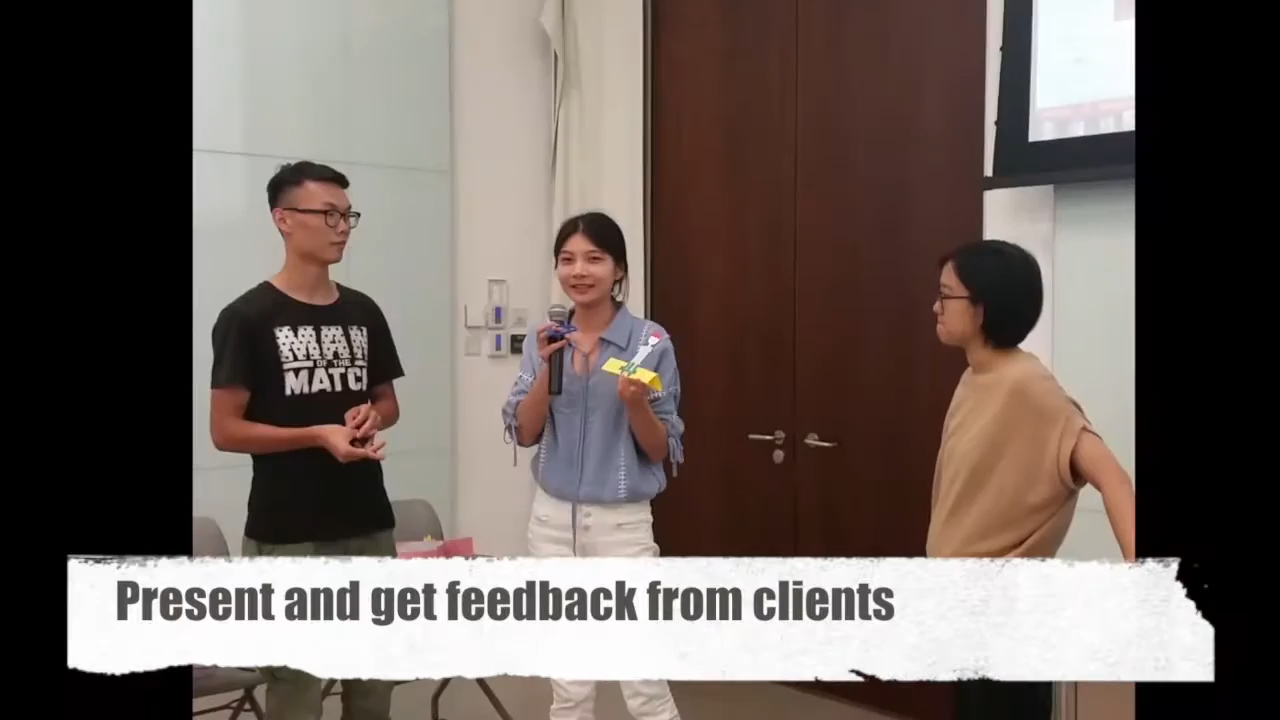 MAN
OF THE
MATCH
Present and get feedback from clients